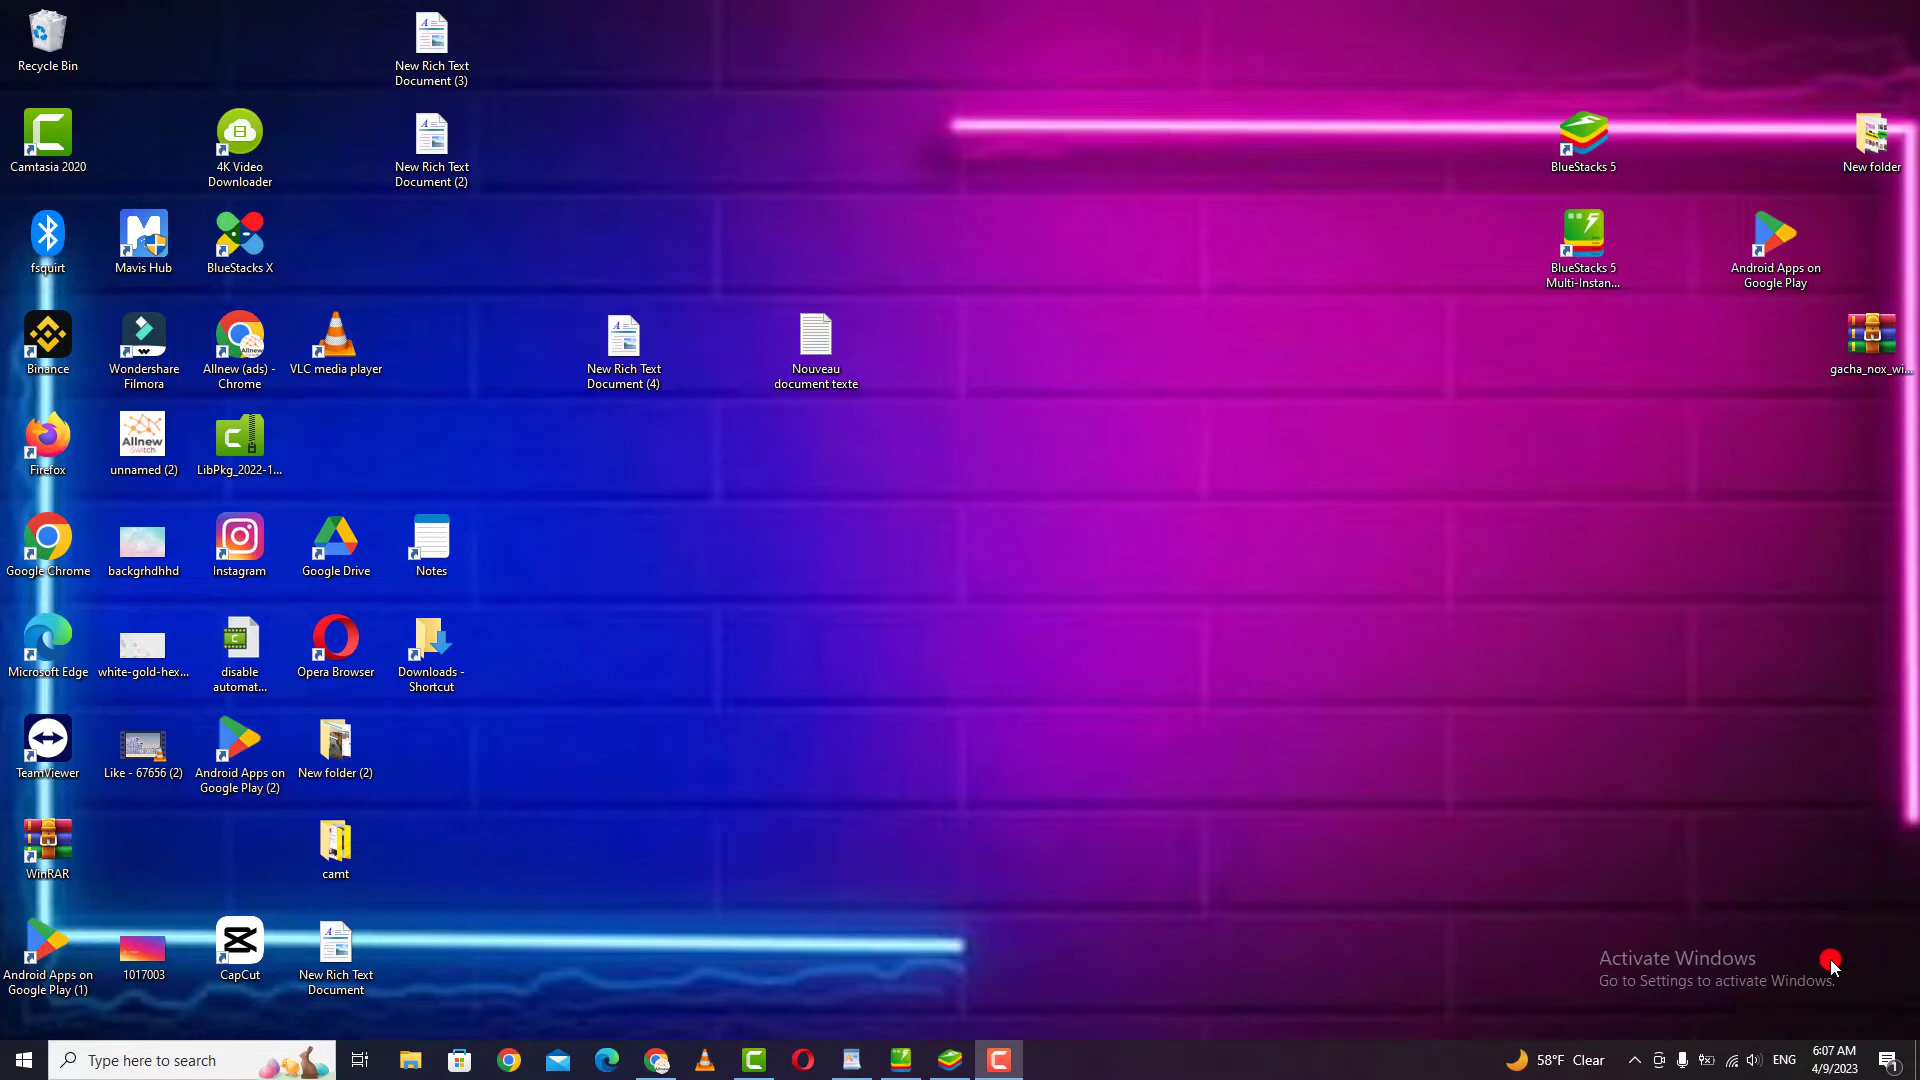 Recycle Bin
New Rich Text
Document (3)
Camtasia 2020
4K Video
Downloader
New Rich Text
Document (2)
BlueStacks 5
New folder
fsquirt
Mavis Hub
BlueStacks X
BlueStacks 5
Multi-Instan...
Android Apps on
Google Play
Binance
Wondershare
Filmora
Allnew (ads) -
Chrome
VLC media player
New Rich Text
Document (4)
Nouveau
document texte
gacha_nox_wi...
Allnew
Switch
Firefox
unnamed (2)
LibPkg_2022-1...
Google Chrome
backgrhdhhd
Instagram
Google Drive
Notes
Microsoft Edge
white-gold-hex...
disable
automat...
Opera Browser
Downloads -
Shortcut
TeamViewer
Like - 67656 (2)
Android Apps on
Google Play (2)
New folder (2)
WinRAR
camt
Android Apps on
Google Play (1)
1017003
CapCut
New Rich Text
Document
Activate Windows
Go to Settings to activate Windows.
Type here to search
58°F Clear
ENG
6:07 AM
4/9/2023
1